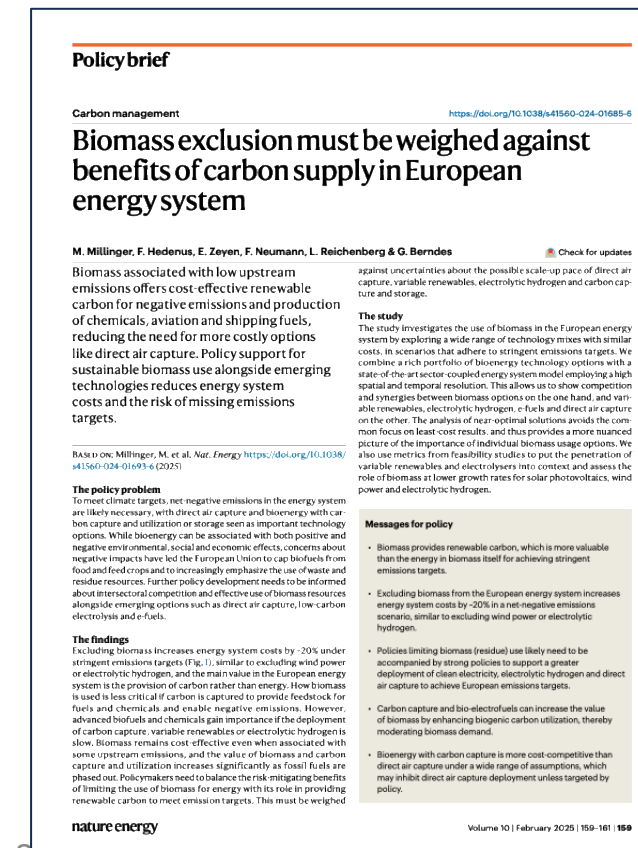 Policy brief
Carbon management
https://doi.org/10.1038/s41560-024-01685-6
Biomass exclusion must be weighed against
benefits of carbon supply in European
energy system
M. Millinger, F. Hedenus, E. Zeyen, F. Neumann, L. Reichenberg & G. Berndes
Check for updates
Biomass associated with low upstream
emissions offers cost-effective renewable
carbon for negative emissions and production
of chemicals, aviation and shipping fuels,
reducing the need for more costly options
like direct air capture. Policy support for
sustainable biomass use alongside emerging
technologies reduces energy system
costs and the risk of missing emissions
targets.
BASED ON: Millinger, M. et al. Nat. Energy https://doi.org/10.1038/
s41560-024-01693-6 (2025)
The policy problem
To meet climate targets, net-negative emissions in the energy system
are likely necessary, with direct air capture and bioenergy with car-
bon capture and utilization or storage seen as important technology
options. While bioenergy can be associated with both positive and
negative environmental, social and economic effects, concerns about
negative impacts have led the European Union to cap biofuels from
food and feed crops and to increasingly emphasize the use of waste and
residue resources. Further policy development needs to be informed
about intersectoral competition and effective use of biomass resources
alongside emerging options such as direct air capture, low-carbon
electrolysis and e-fuels.
The findings
Excluding biomass increases energy system costs by ~20% under
stringent emissions targets (Fig. 1), similar to excluding wind power
or electrolytic hydrogen, and the main value in the European energy
system is the provision of carbon rather than energy. How biomass
is used is less critical if carbon is captured to provide feedstock for
fuels and chemicals and enable negative emissions. However,
advanced biofuels and chemicals gain importance if the deployment
of carbon capture, variable renewables or electrolytic hydrogen is
slow. Biomass remains cost-effective even when associated with
some upstream emissions, and the value of biomass and carbon
capture and utilization increases significantly as fossil fuels are
phased out. Policymakers need to balance the risk-mitigating benefits
of limiting the use of biomass for energy with its role in providing
renewable carbon to meet emission targets. This must be weighed
against uncertainties about the possible scale-up pace of direct air
capture, variable renewables, electrolytic hydrogen and carbon cap-
ture and storage.
The study
The study investigates the use of biomass in the European energy
system by exploring a wide range of technology mixes with similar
costs, in scenarios that adhere to stringent emissions targets. We
combine a rich portfolio of bioenergy technology options with a
state-of-the-art sector-coupled energy system model employing a high
spatial and temporal resolution. This allows us to show competition
and synergies between biomass options on the one hand, and vari-
able renewables, electrolytic hydrogen, e-fuels and direct air capture
on the other. The analysis of near-optimal solutions avoids the com-
mon focus on least-cost results, and thus provides a more nuanced
picture of the importance of individual biomass usage options. We
also use metrics from feasibility studies to put the penetration of
variable renewables and electrolysers into context and assess the
role of biomass at lower growth rates for solar photovoltaics, wind
power and electrolytic hydrogen.
Messages for policy
• Biomass provides renewable carbon, which is more valuable
than the energy in biomass itself for achieving stringent
emissions targets.
• Excluding biomass from the European system increases
energy system costs by ~20% in a net-negative emissions
scenario, similar to excluding wind power or electrolytic
hydrogen.
• Policies limiting biomass (residue) use likely need to be
accompanied by strong policies to support a greater
deployment of clean electricity, electrolytic hydrogen and direct
air capture to achieve European emissions targets.
• Carbon capture and bio-electrofuels can increase the value
of biomass by enhancing biogenic carbon utilization, thereby
moderating biomass demand.
• Bioenergy with carbon capture is more cost-competitive than
direct air capture under a wide range of assumptions, which
may inhibit direct air capture deployment unless targeted by
policy.
nature energy
Volume 10 | February 2025 | 159–161 | 159